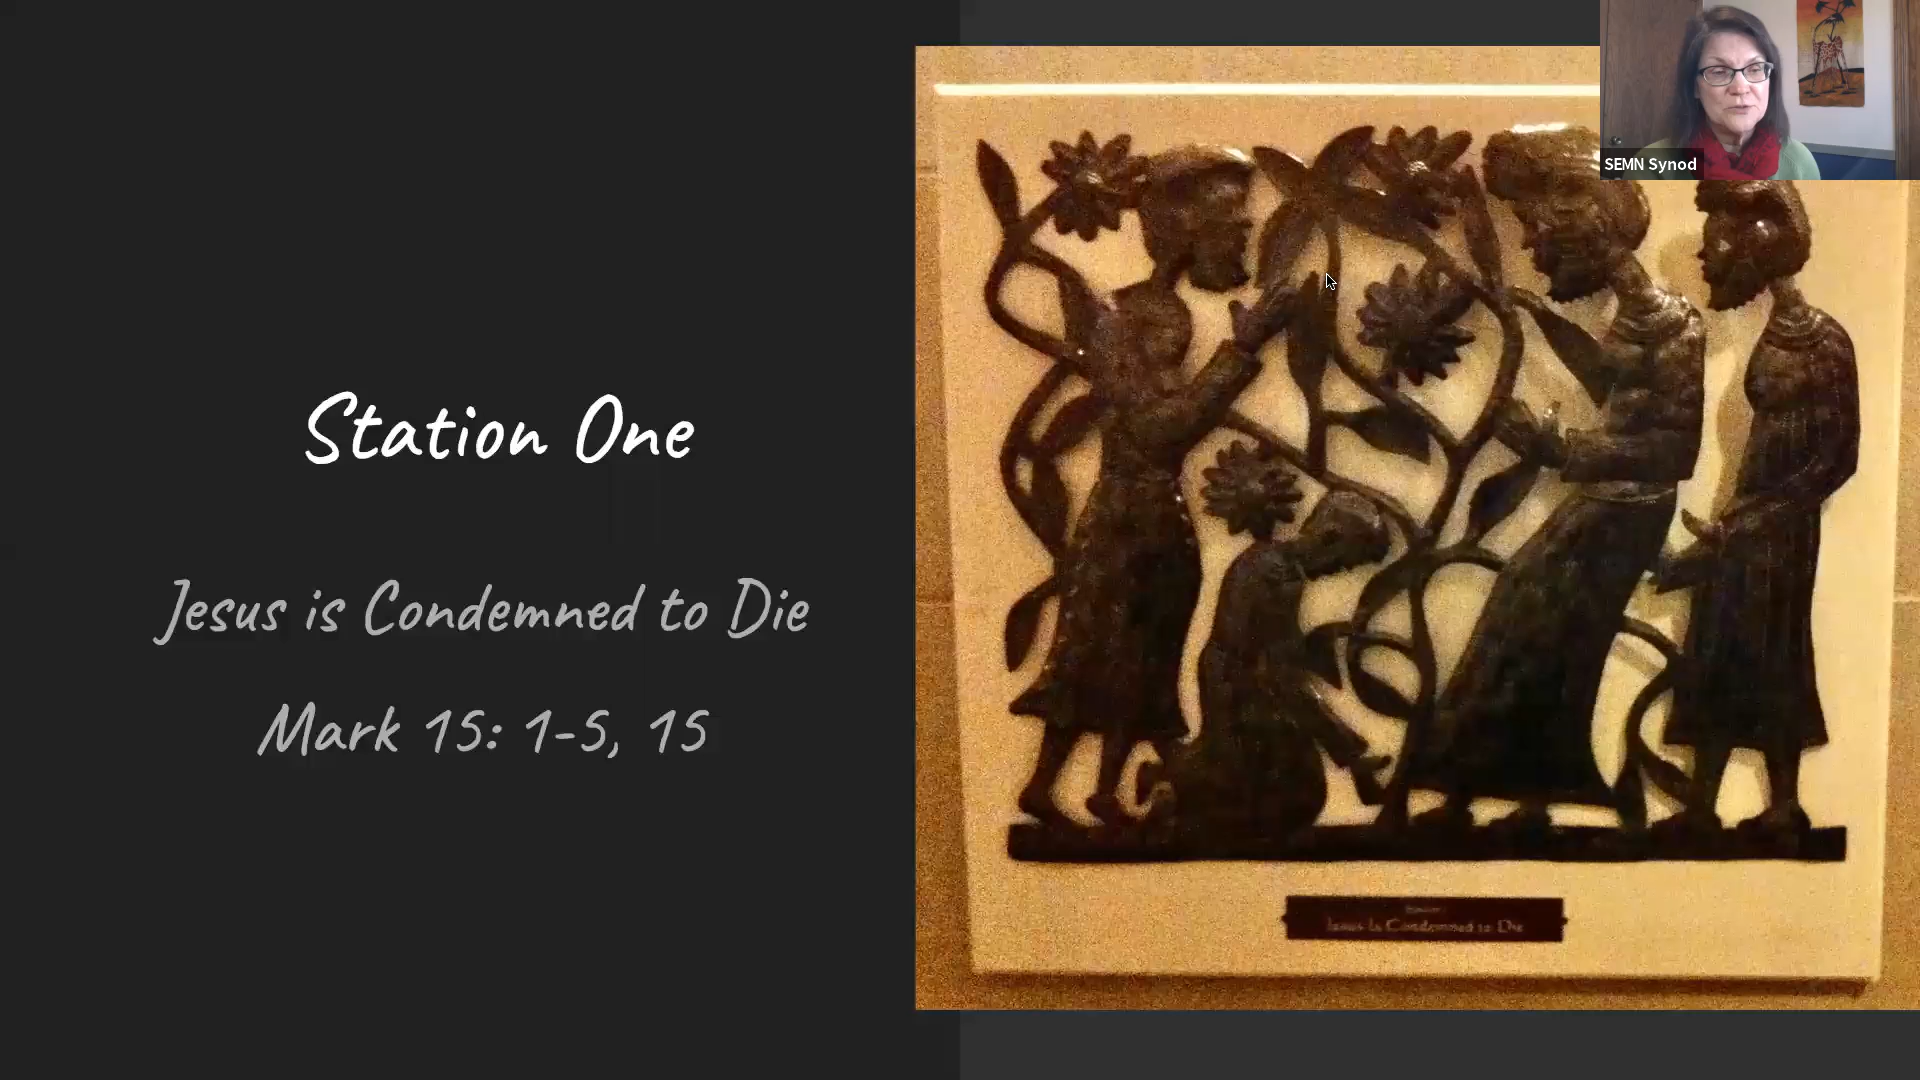 Station One
Jesus is Condemned to Die
Mark 15: 1-5, 15
SEMN Synod
Jesus Is Condemned to Die